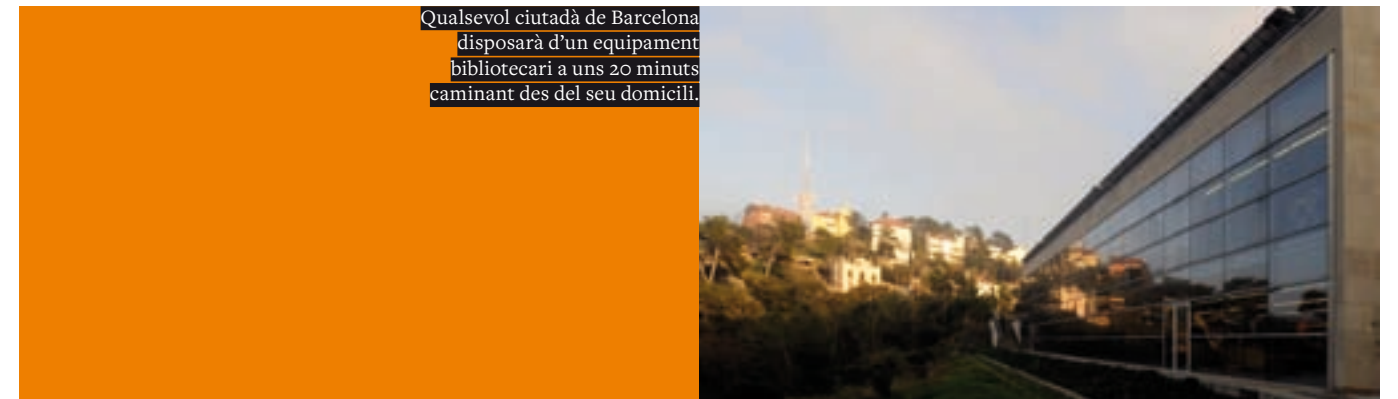 Qualsevol ciutadà de Barcelona
disposarà d’un equipament
bibliotecari a uns 20 minuts
caminant des del seu domicili.